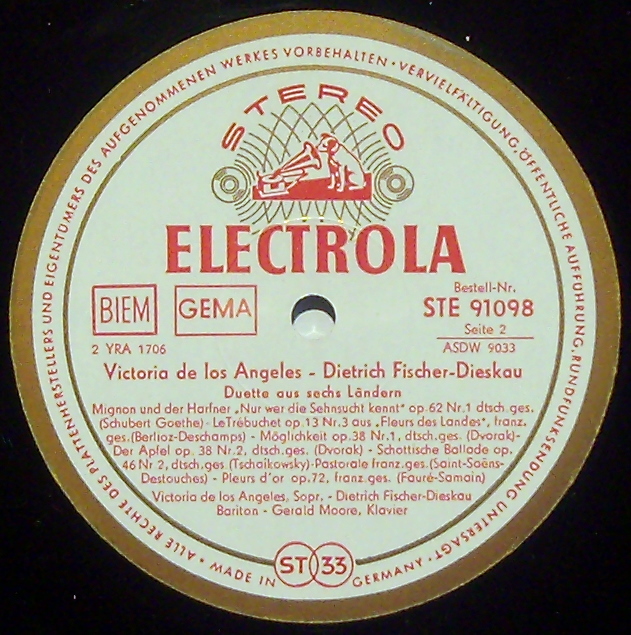 ALLE RECHTE DES PLATTENHERSTELLERS UND EIGENTÜMERS DES AUFGENOMMENEN WERKES VORBEHALTEN • VERVIELFÄLTIGUNG, ÖFFENTLICHE AUFFÜHRUNG, RUNDFUNKSENDUNG UNTERSAGT •
STEREO
ELECTROLA
BIEM GEMA
Bestell-Nr.
STE 91098
Seite 2
2 YRA 1706
ASDW 9033
Victoria de los Angeles - Dietrich Fischer-Dieskau
Duette aus sechs Ländern
Mignon und der Harfner „Nur wer die Sehnsucht kennt“ op.62 Nr.1 dtsch.ges.
(Schubert Goethe) - LeTrébuchet op.13 Nr.3 aus „Fleurs des Landes“, franz.
ges.(Berlioz-Deschamps) - Möglichkeit op.38 Nr.1, dtsch.ges. (Dvorak)-
Der Apfel op. 38 Nr.2, dtsch.ges. (Dvorak) - Schottische Ballade op.
46 Nr 2, dtsch.ges (Tschaikowsky)-Pastorale franz.ges.(Saint-Saëns-
Destouches) - Pleurs d'or op.72, franz.ges. (Fauré-Samain)
Victoria de los Angeles, Sopr. - Dietrich Fischer-Dieskau
Bariton - Gerald Moore, Klavier
MADE IN ST 33 GERMANY